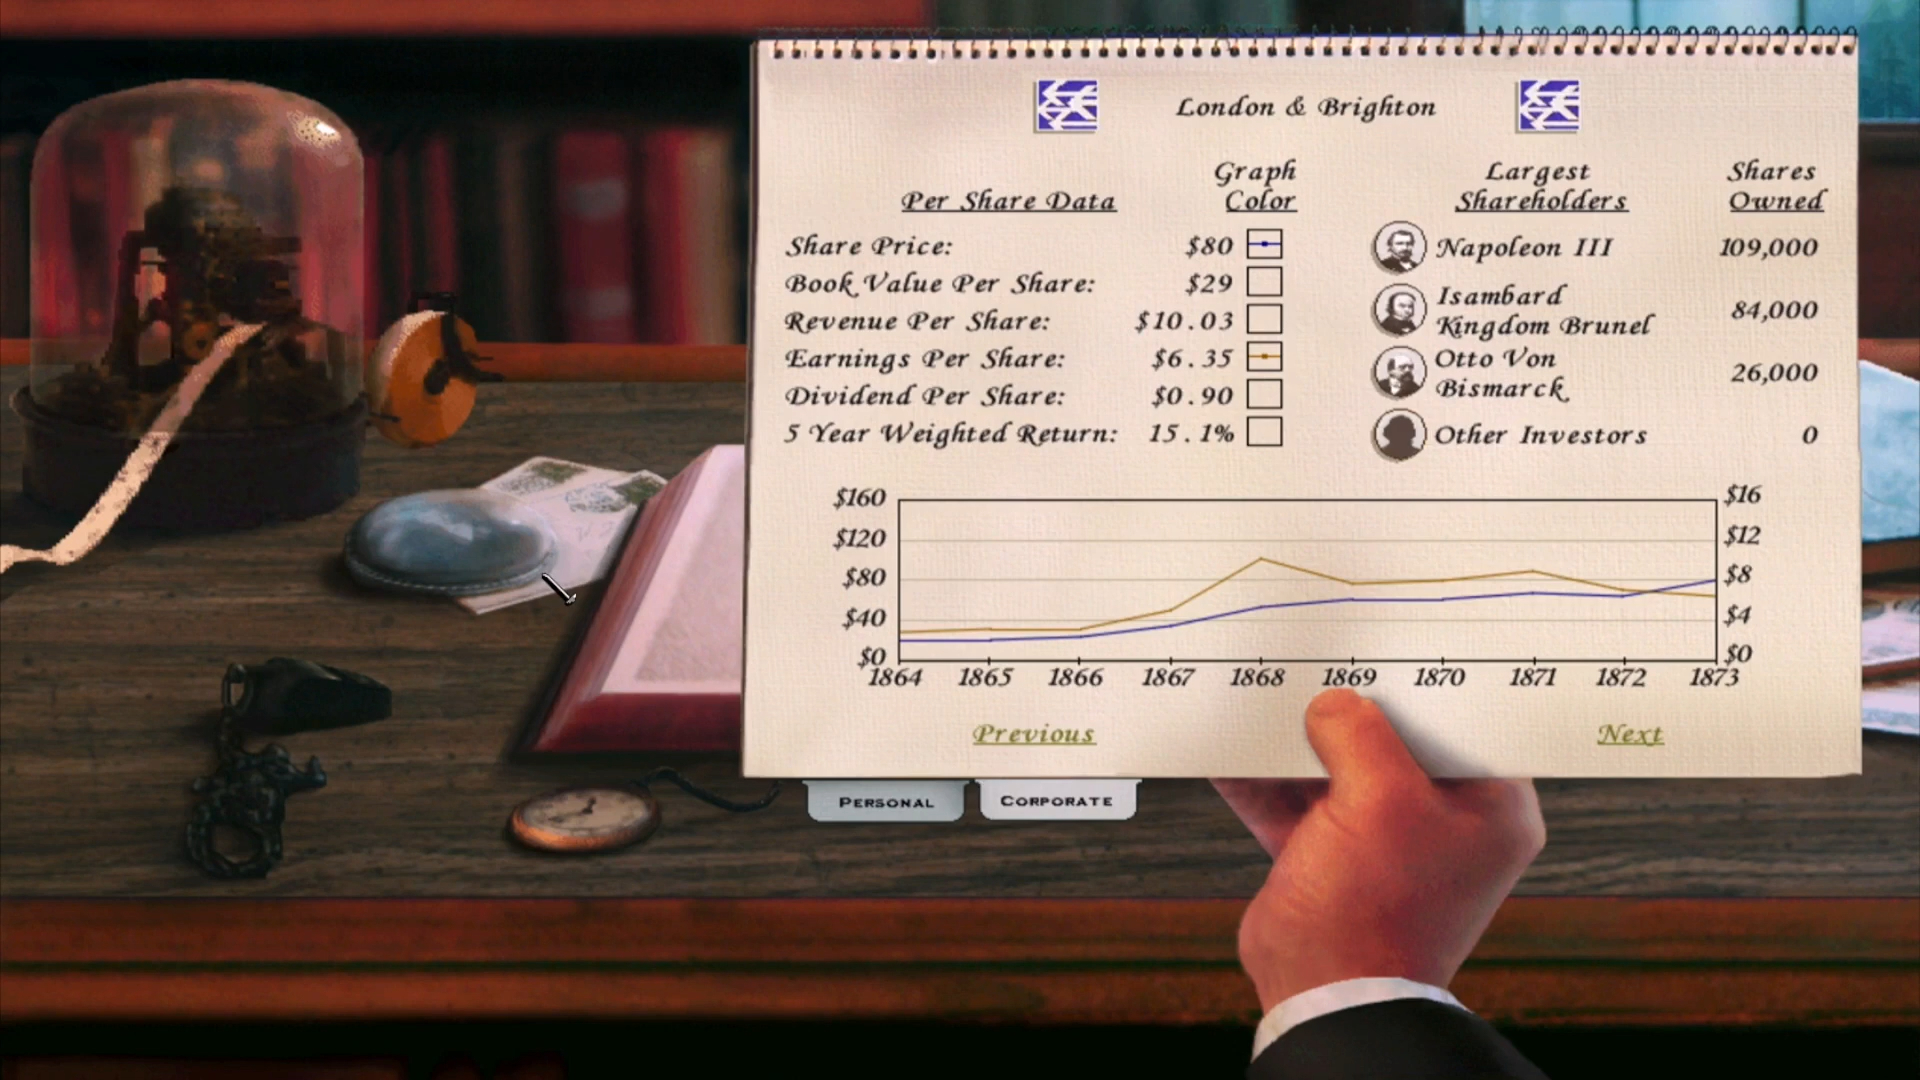 London & Brighton
Per Share Data
Graph
Color
Largest
Shareholders
Shares
Owned
Share Price: $80
Book Value Per Share: $29
Revenue Per Share: $10.03
Earnings Per Share: $6.35
Dividend Per Share: $0.90
5 Year Weighted Return: 15.1%
Napoleon III 109,000
Isambard
Kingdom Brunel 84,000
Otto Von
Bismarck 26,000
Other Investors 0
$160 $16
$120 $12
$80 $8
$40 $4
$0 $0
1864 1865 1866 1867 1868 1869 1870 1871 1872 1873
Previous Next
PERSONAL CORPORATE